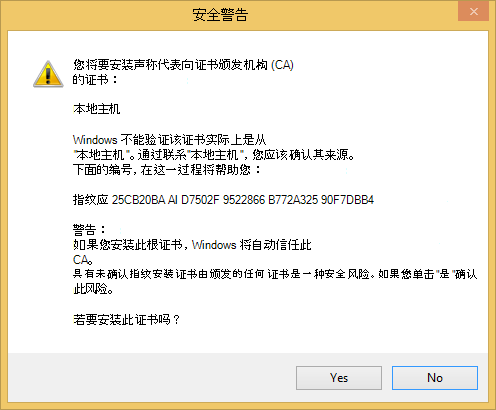 安全警告
您将要安装声称代表向证书颁发机构 (CA)
的证书：
本地主机
Windows 不能验证该证书实际上是从
"本地主机"。通过联系"本地主机"，您应该确认其来源。
下面的编号，在这一过程将帮助您：
指纹应 25CB20BA AI D7502F 9522866 B772A325 90F7DBB4
警告：
如果您安装此根证书，Windows 将自动信任此
CA。
具有未确认指纹安装证书由颁发的任何证书是一种安全风险。如果您单击"是"确认
此风险。
若要安装此证书吗？
Yes
No